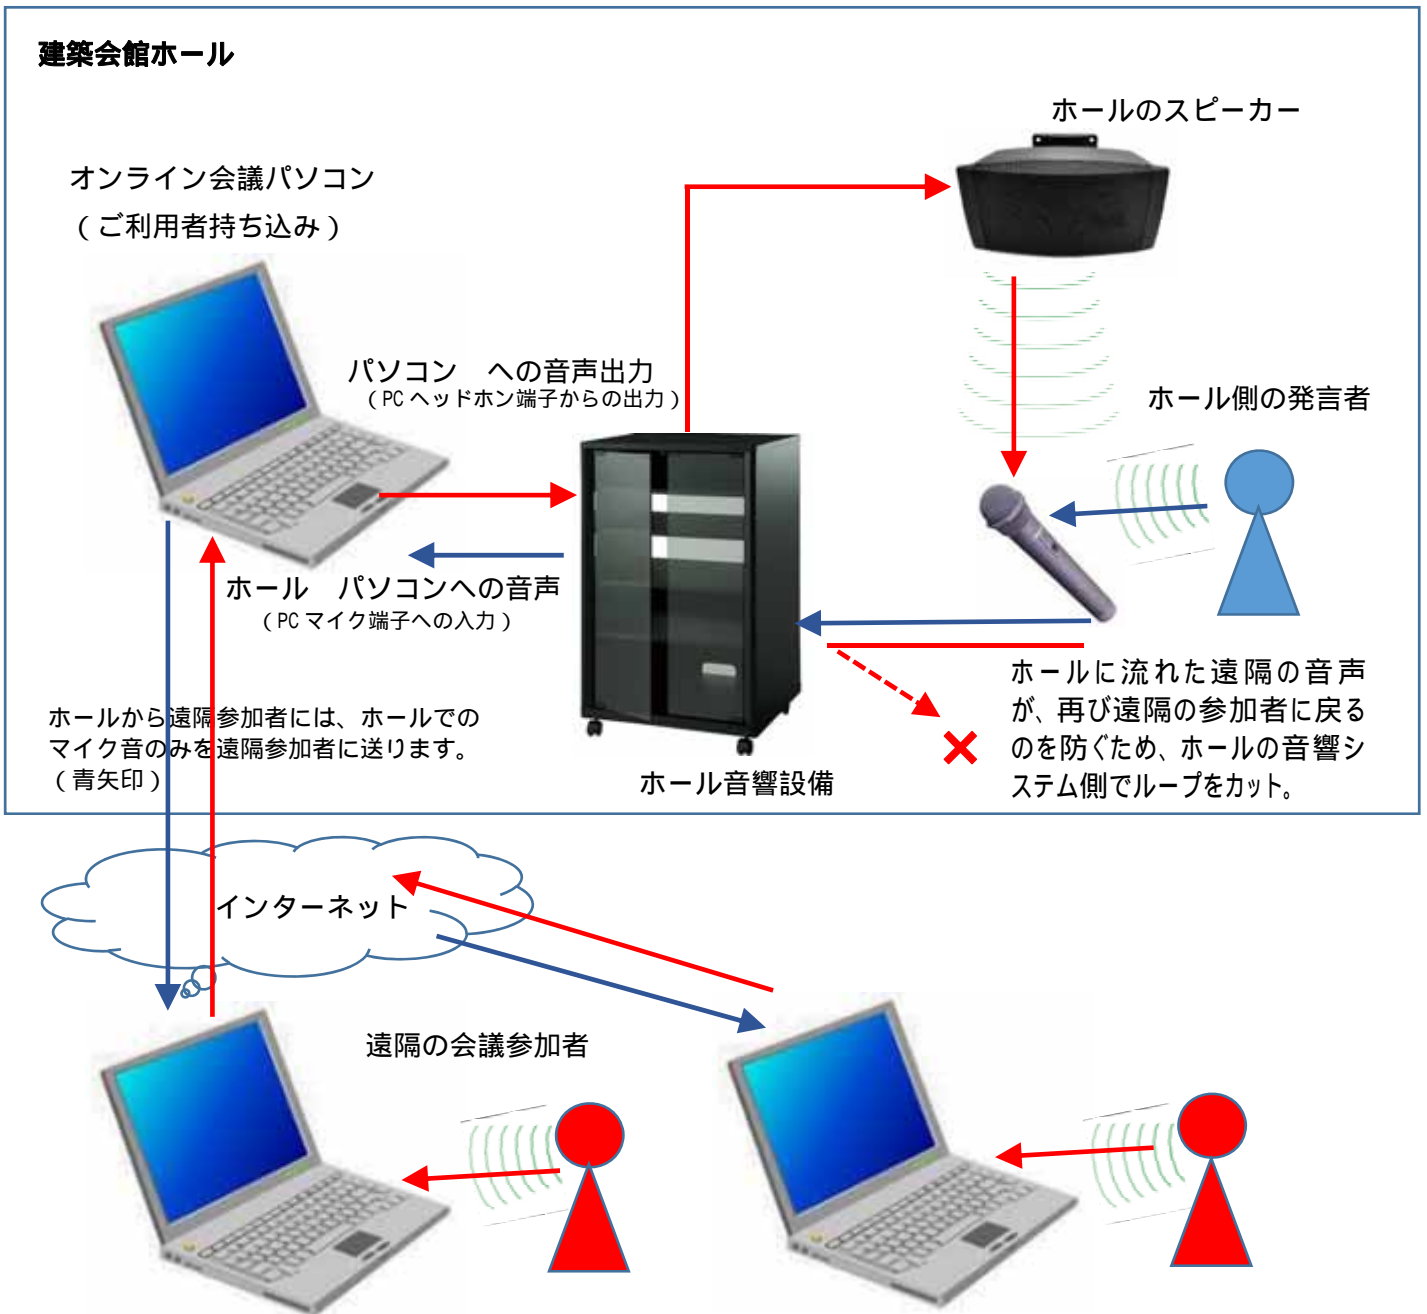 建築会館ホール
ホールのスピーカー
オンライン会議パソコン
（ご利用者持ち込み）
パソコン　への音声出力
（PCヘッドホン端子からの出力）
ホール側の発言者
ホール　パソコンへの音声
（PCマイク端子への入力）
ホールに流れた遠隔の音声
が、再び遠隔の参加者に戻る
のを防ぐため、ホールの音響シ
ステム側でループをカット。
ホールから遠隔参加者には、ホールでの
マイク音のみを遠隔参加者に送ります。
（青矢印）
ホール音響設備
インターネット
遠隔の会議参加者